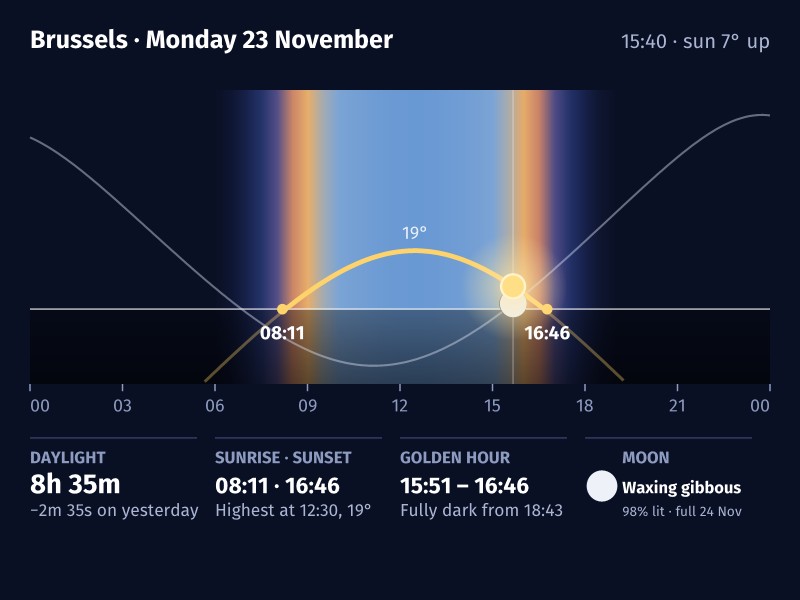 Brussels · Monday 23 November
15:40 · sun 7° up
19°
08:11
16:46
00 03 06 09 12 15 18 21 00
DAYLIGHT
8h 35m
−2m 35s on yesterday
SUNRISE · SUNSET
08:11 · 16:46
Highest at 12:30, 19°
GOLDEN HOUR
15:51 – 16:46
Fully dark from 18:43
MOON
Waxing gibbous
98% lit · full 24 Nov